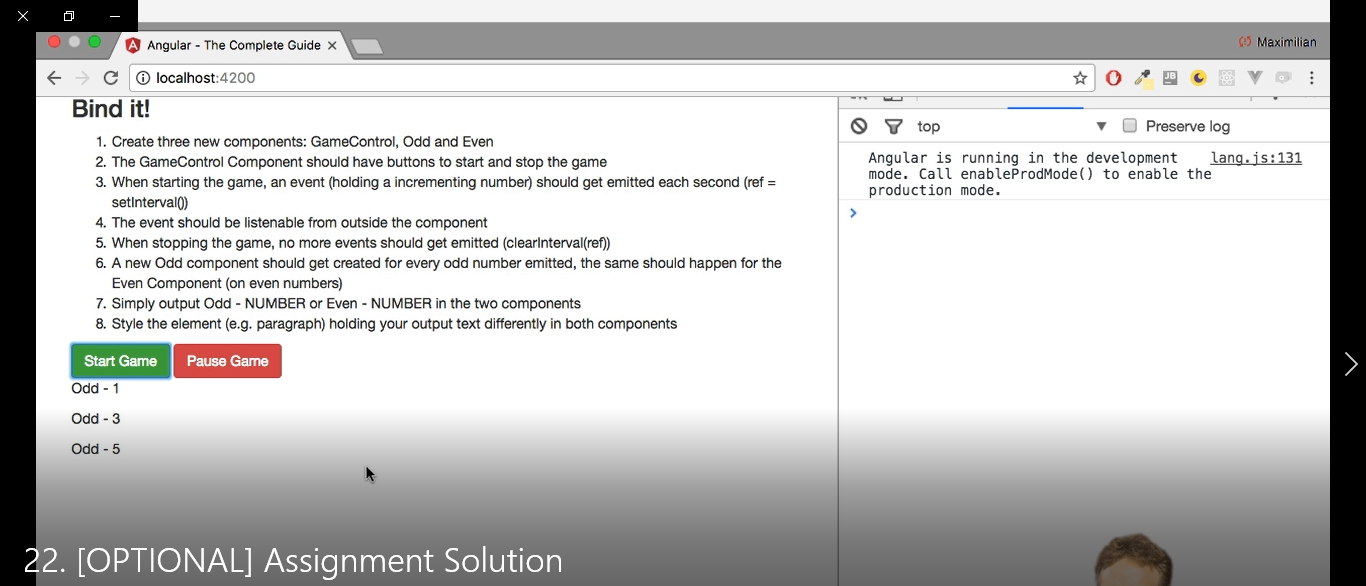 Angular - The Complete Guide
Maximilian
localhost:4200
Bind it!
1. Create three new components: GameControl, Odd and Even
2. The GameControl Component should have buttons to start and stop the game
3. When starting the game, an event (holding a incrementing number) should get emitted each second (ref =
setInterval())
4. The event should be listenable from outside the component
5. When stopping the game, no more events should get emitted (clearInterval(ref))
6. A new Odd component should get created for every odd number emitted, the same should happen for the
Even Component (on even numbers)
7. Simply output Odd - NUMBER or Even - NUMBER in the two components
8. Style the element (e.g. paragraph) holding your output text differently in both components
Start Game
Pause Game
Odd - 1
Odd - 3
Odd - 5
top
Preserve log
Angular is running in the development lang.js:131
mode. Call enableProdMode() to enable the
production mode.
JB
22. [OPTIONAL] Assignment Solution